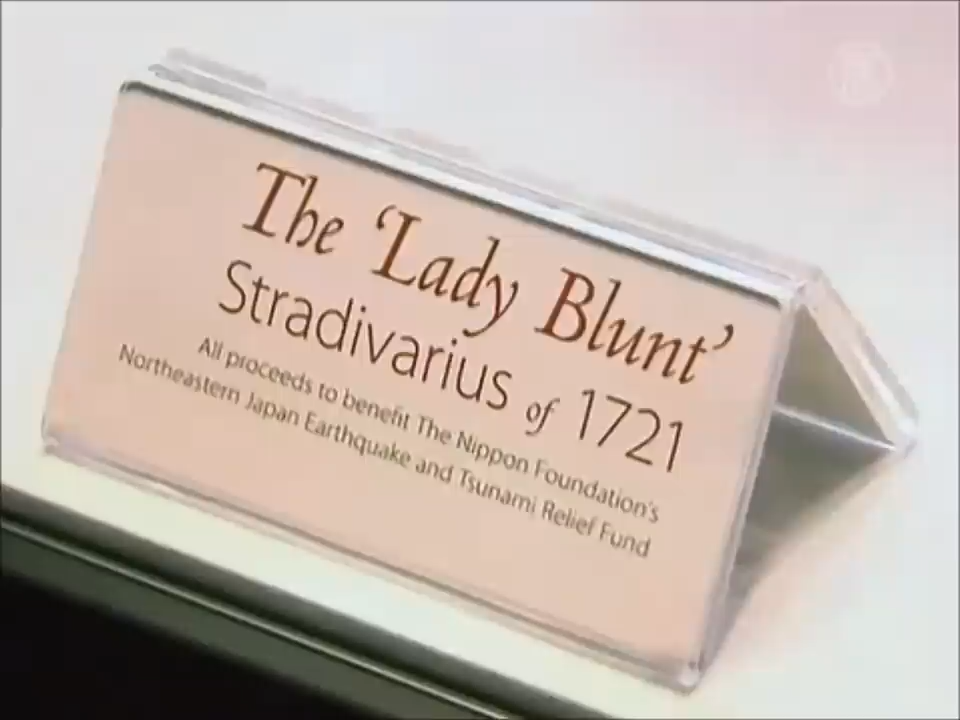 The ‘Lady Blunt’
Stradivarius of 1721
All proceeds to benefit The Nippon Foundation's
Northeastern Japan Earthquake and Tsunami Relief Fund